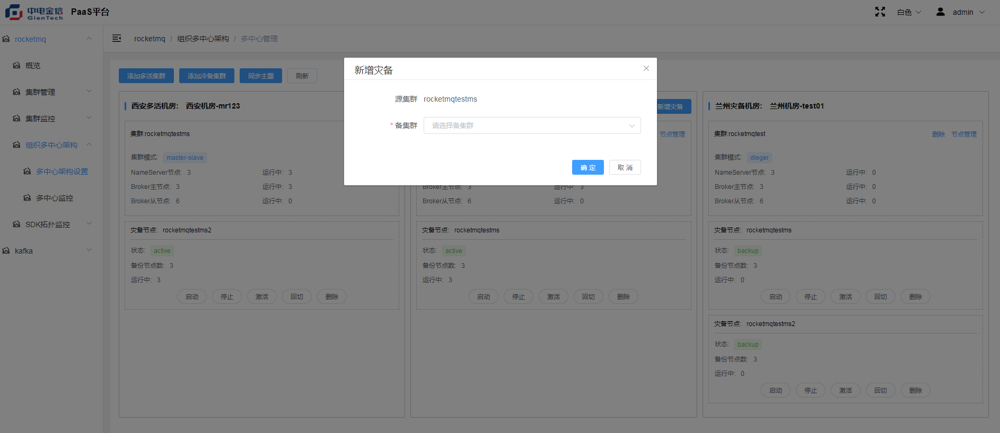 中电金信
GienTech
PaaS平台
白色
admin
rocketmq
概览
集群管理
集群监控
组织多中心架构
多中心架构设置
多中心监控
SDK拓扑监控
kafka
rocketmq / 组织多中心架构 / 多中心管理
添加多活集群 添加冷备集群 同步主题 刷新
新增灾备
源集群 rocketmqtestms
* 备集群 请选择备集群
确 定 取 消
西安多活机房： 西安机房-mr123
集群:rocketmqtestms
集群模式: master-slave
NameServer节点: 3 运行中: 3
Broker主节点: 3 运行中: 3
Broker从节点: 6 运行中: 0
灾备节点: rocketmqtestms2
状态: active
备份节点数: 3
运行中: 3
启动 停止 激活 回切 删除
新增灾备
节点管理
Broker主节点: 3 运行中: 3
Broker从节点: 6 运行中: 0
灾备节点: rocketmqtestms
状态: active
备份节点数: 3
运行中: 3
启动 停止 激活 回切 删除
兰州灾备机房： 兰州机房-test01
集群:rocketmqtest 删除 节点管理
集群模式: dleger
NameServer节点: 3 运行中: 0
Broker主节点: 3 运行中: 0
Broker从节点: 6 运行中: 0
灾备节点: rocketmqtestms
状态: backup
备份节点数: 3
运行中: 0
启动 停止 激活 回切 删除
灾备节点: rocketmqtestms2
状态: backup
备份节点数: 3
运行中: 0
启动 停止 激活 回切 删除